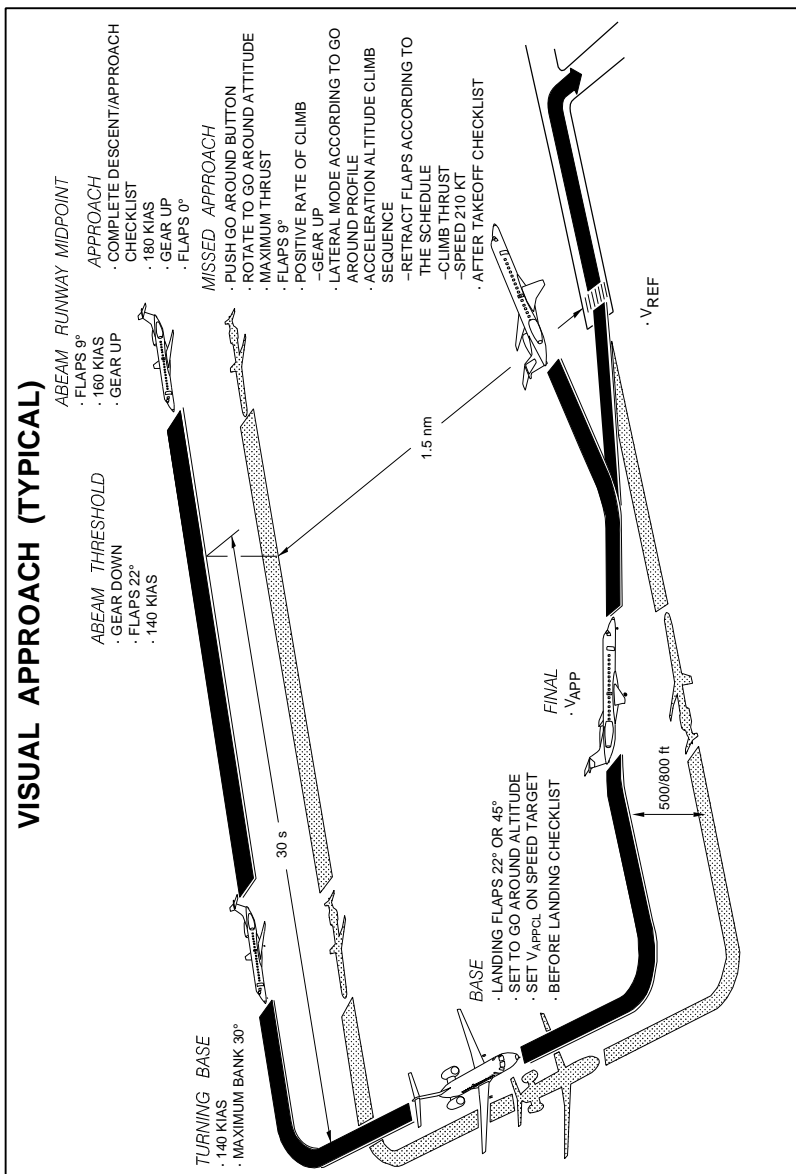 VISUAL APPROACH (TYPICAL)
ABEAM RUNWAY MIDPOINT
· FLAPS 9°
· 160 KIAS
· GEAR UP
APPROACH
· COMPLETE DESCENT/APPROACH
CHECKLIST
· 180 KIAS
· GEAR UP
· FLAPS 0°
ABEAM THRESHOLD
· GEAR DOWN
· FLAPS 22°
· 140 KIAS
MISSED APPROACH
· PUSH GO AROUND BUTTON
· ROTATE TO GO AROUND ATTITUDE
· MAXIMUM THRUST
· FLAPS 9°
· POSITIVE RATE OF CLIMB
–GEAR UP
· LATERAL MODE ACCORDING TO GO
AROUND PROFILE
· ACCELERATION ALTITUDE CLIMB
SEQUENCE
–RETRACT FLAPS ACCORDING TO
THE SCHEDULE
–CLIMB THRUST
–SPEED 210 KT
· AFTER TAKEOFF CHECKLIST
TURNING BASE
· 140 KIAS
· MAXIMUM BANK 30°
30 s
1.5 nm
BASE
· LANDING FLAPS 22° OR 45°
· SET TO GO AROUND ALTITUDE
· SET VAPPCL ON SPEED TARGET
· BEFORE LANDING CHECKLIST
FINAL
· VAPP
500/800 ft
· VREF